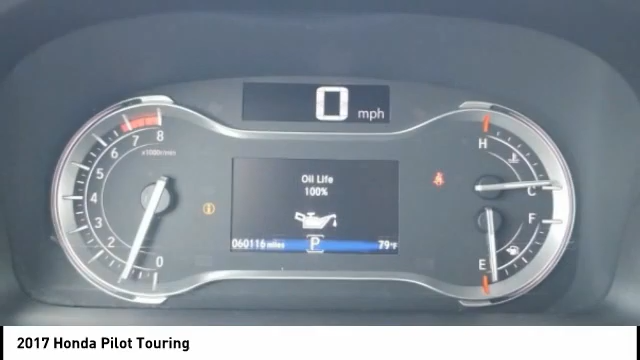 0 mph
8
7
6
5
4
3
2
1
0
x1000r/min
Oil Life
100%
060116 miles P 79°F
H
C
F
E
2017 Honda Pilot Touring